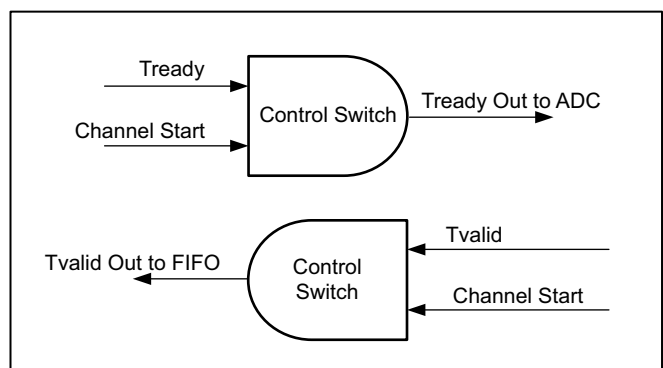 Tready
Channel Start
Control Switch
Tready Out to ADC
Tvalid Out to FIFO
Control
Switch
Tvalid
Channel Start